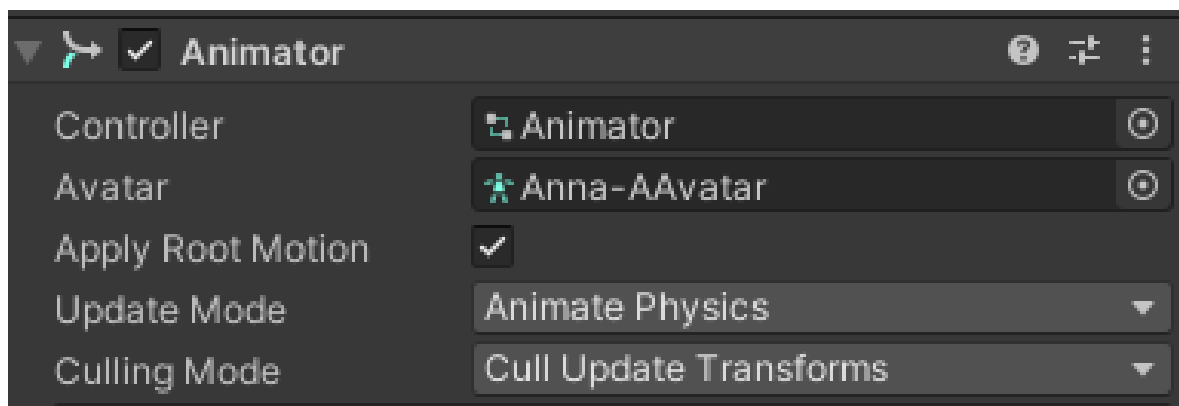 Animator
Controller Animator
Avatar Anna-AAvatar
Apply Root Motion
Update Mode Animate Physics
Culling Mode Cull Update Transforms